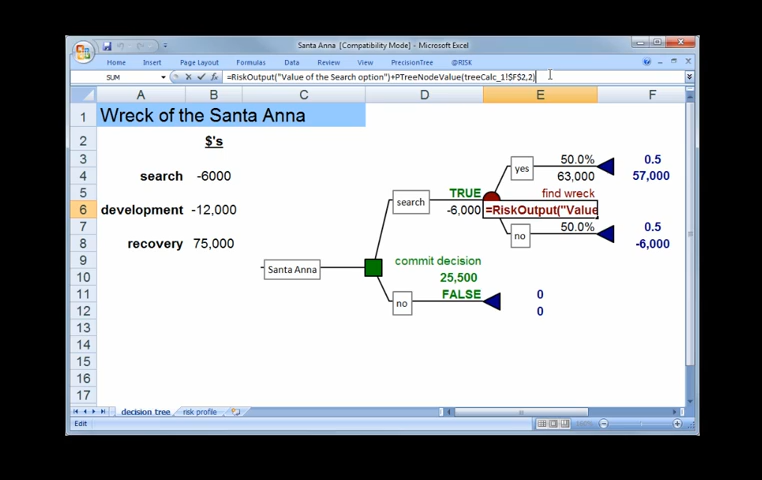 Santa Anna [Compatibility Mode] - Microsoft Excel
Home Insert Page Layout Formulas Data Review View PrecisionTree @RISK
SUM fx =RiskOutput("Value of the Search option")+PTreeNodeValue(treeCalc_1!$F$2,2)
A B C D E F
1 Wreck of the Santa Anna
2 $'s
3 yes 50.0% 0.5
4 search -6000 63,000 57,000
5 search TRUE find wreck
6 development -12,000 -6,000 =RiskOutput("Value
7 no 50.0% 0.5
8 recovery 75,000 -6,000
9 Santa Anna commit decision
10 25,500
11 no FALSE 0
12 0
13
14
15
16
17
decision tree risk profile
Edit